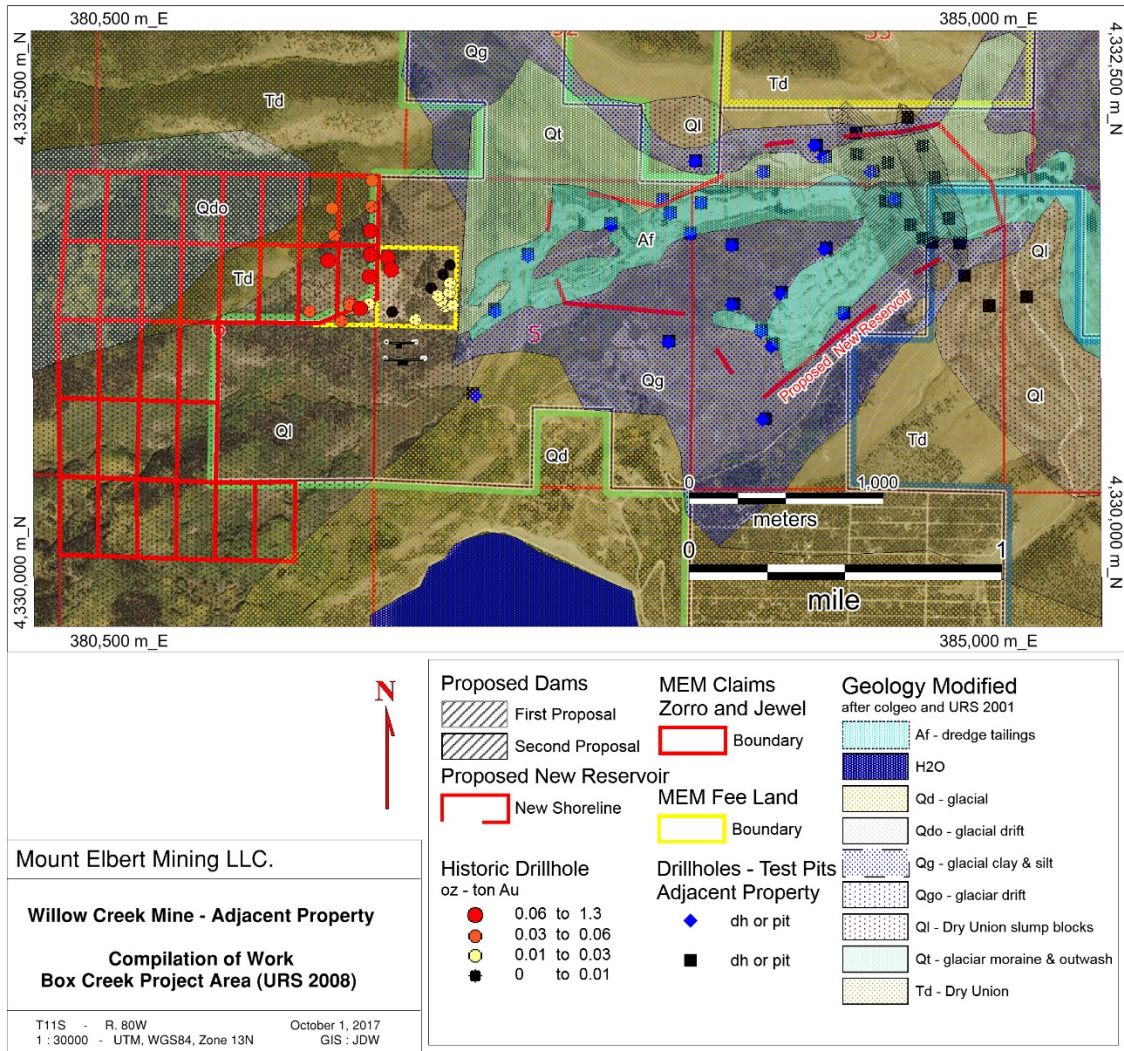 380,500 m_E
385,000 m_E
4,332,500 m_N
4,332,500 m_N
Qg
Td
Td
Qt
Ql
Qdo
Af
Td
Ql
5
Proposed New Reservoir
Qg
Ql
Ql
Td
Qd
0
1,000
meters
0
1
mile
4,330,000 m_N
4,330,000 m_N
380,500 m_E
385,000 m_E
N
Proposed Dams
First Proposal
Second Proposal
Proposed New Reservoir
New Shoreline
Historic Drillhole
oz - ton Au
0.06 to 1.3
0.03 to 0.06
0.01 to 0.03
0 to 0.01
MEM Claims
Zorro and Jewel
Boundary
MEM Fee Land
Boundary
Drillholes - Test Pits
Adjacent Property
dh or pit
dh or pit
Geology Modified
after colgeo and URS 2001
Af - dredge tailings
H2O
Qd - glacial
Qdo - glacial drift
Qg - glacial clay & silt
Qgo - glaciar drift
Ql - Dry Union slump blocks
Qt - glaciar moraine & outwash
Td - Dry Union
Mount Elbert Mining LLC.
Willow Creek Mine - Adjacent Property
Compilation of Work
Box Creek Project Area (URS 2008)
T11S - R. 80W October 1, 2017
1 : 30000 - UTM, WGS84, Zone 13N GIS : JDW